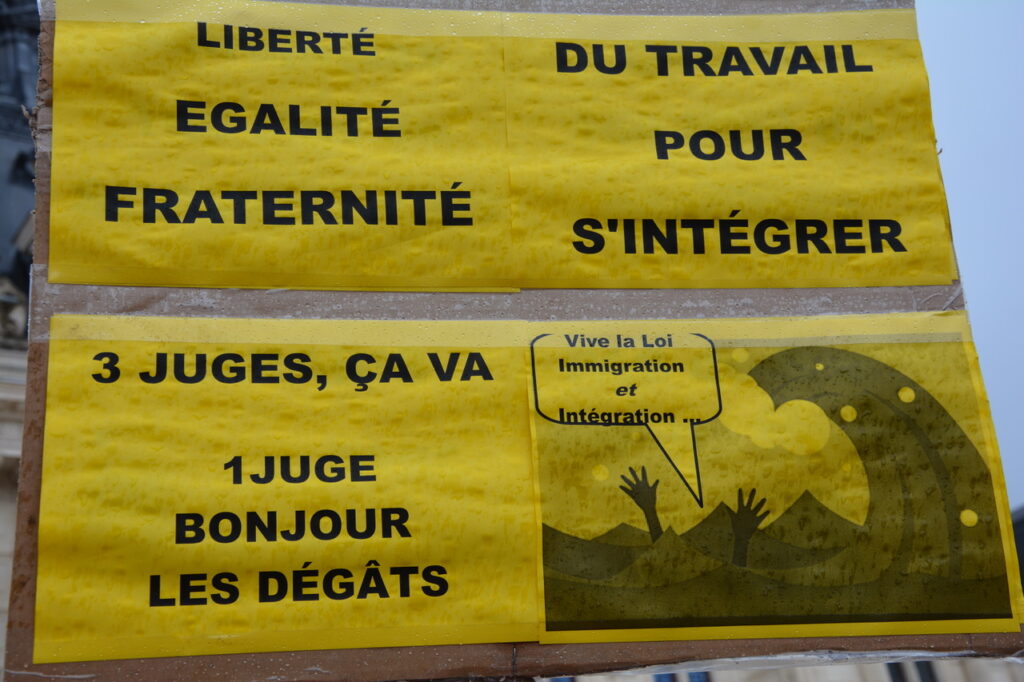 LIBERTÉ
EGALITÉ
FRATERNITÉ
DU TRAVAIL
POUR
S'INTÉGRER
3 JUGES, ÇA VA
1JUGE
BONJOUR
LES DÉGÂTS
Vive la Loi
Immigration
et
Intégration ...